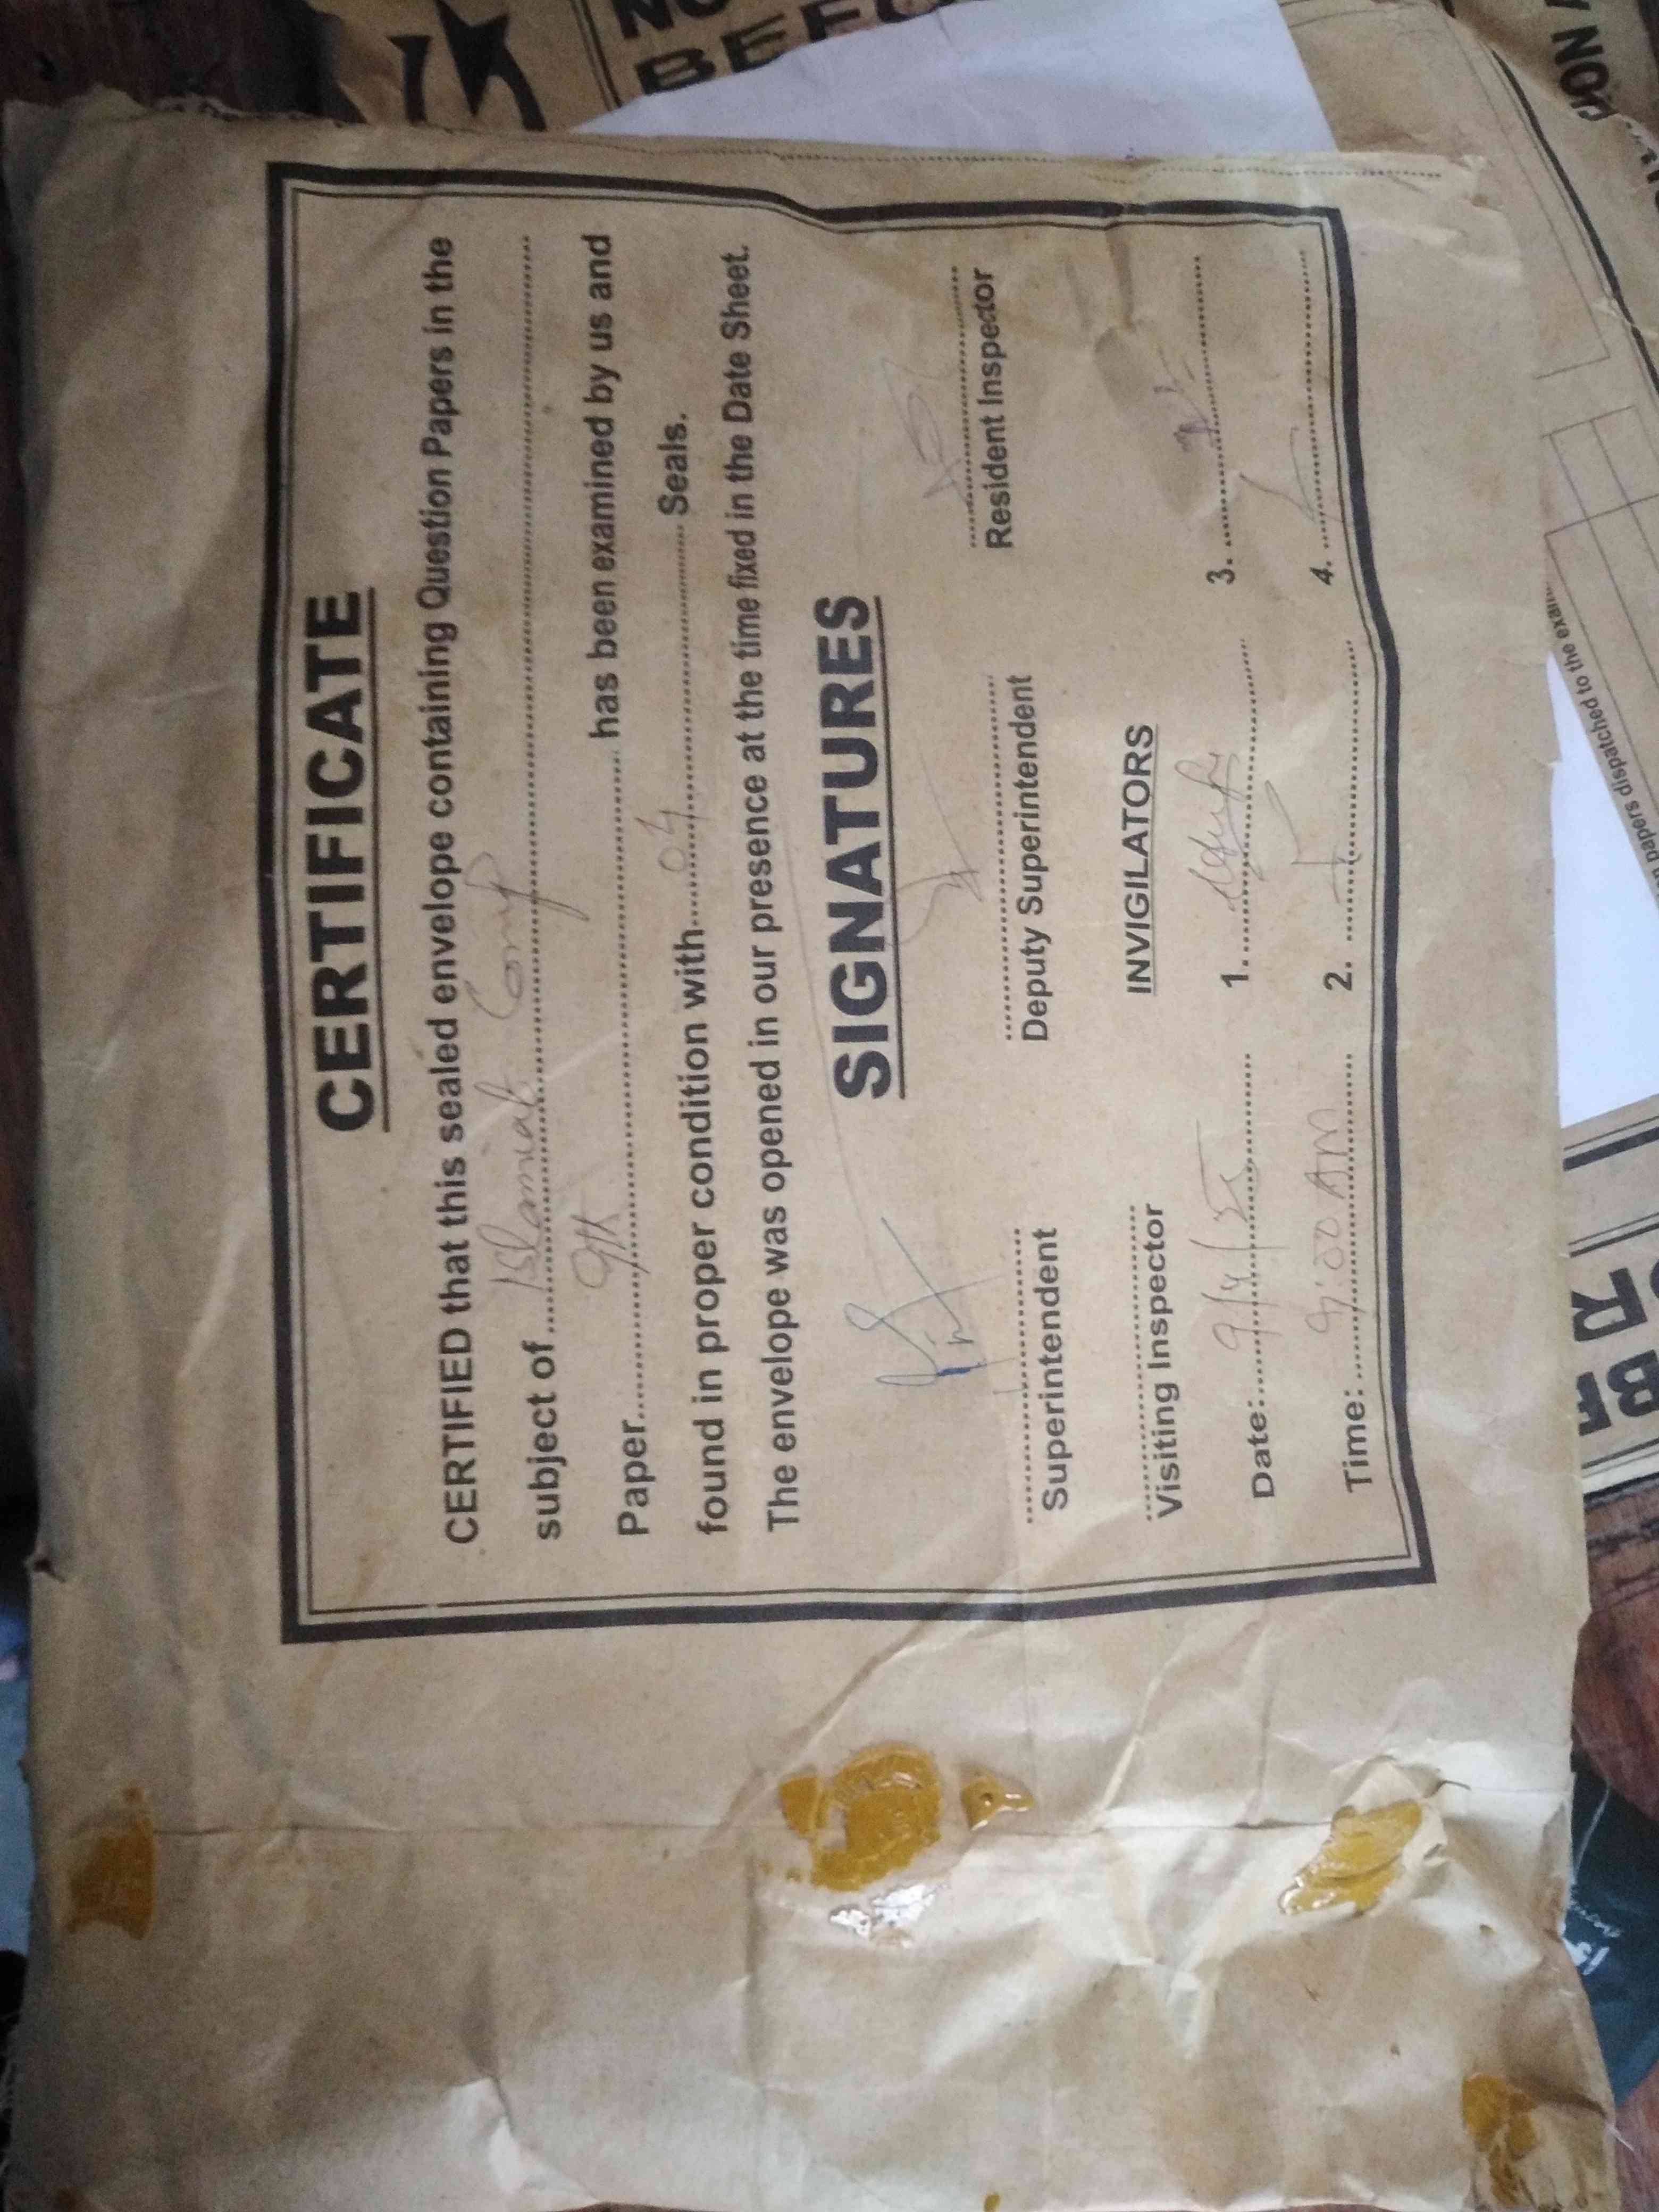 CERTIFICATE
CERTIFIED that this sealed envelope containing Question Papers in the
subject of Islamiat Comp
Paper 9th has been examined by us and
found in proper condition with 04 Seals.
The envelope was opened in our presence at the time fixed in the Date Sheet.
SIGNATURES
Superintendent Deputy Superintendent Resident Inspector
Visiting Inspector INVIGILATORS
Date: 9/4/25 1. 3.
Time: 9:00 AM 2. 4.
papers dispatched to the